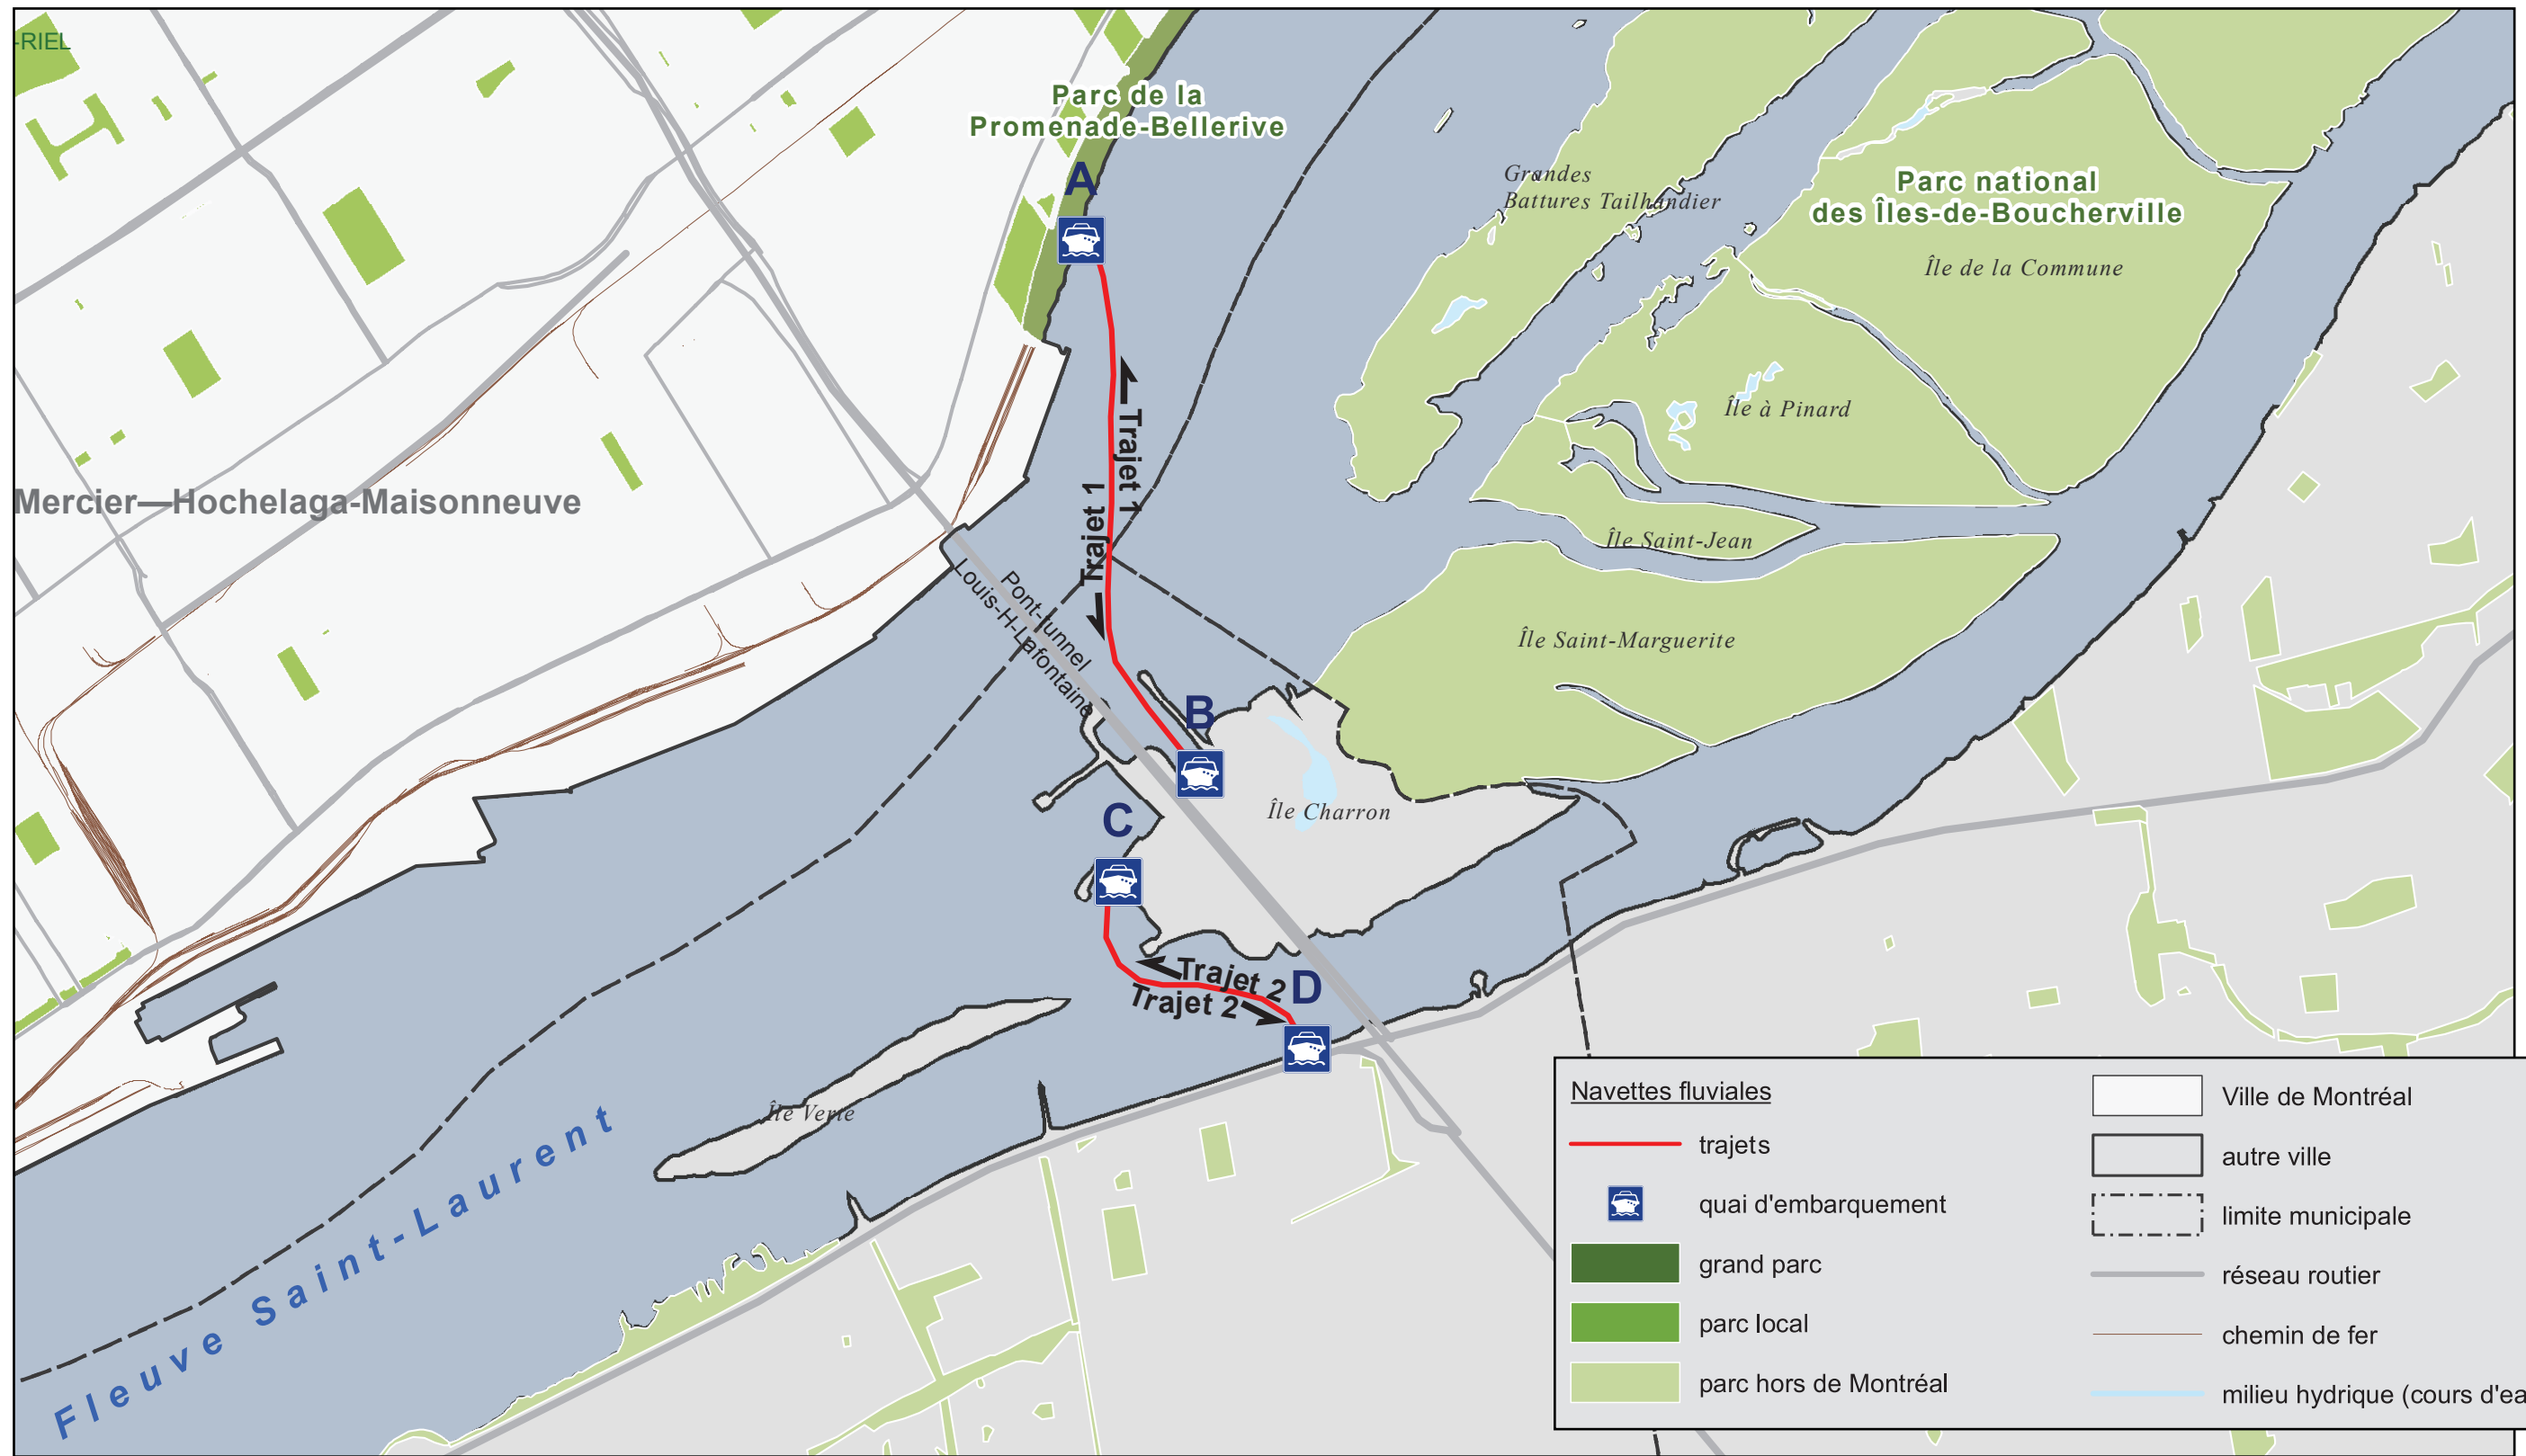 -RIEL
Parc de la
Promenade-Bellerive
A
Grandes
Battures Tailhandier
Parc national
des Îles-de-Boucherville
Île de la Commune
Île à Pinard
Trajet 1
Trajet 1
Mercier—Hochelaga-Maisonneuve
Île Saint-Jean
Pont-tunnel
Louis-H-Lafontaine
Île Saint-Marguerite
B
Île Charron
C
Trajet 2
Trajet 2
D
Île Verte
Fleuve Saint-Laurent
Navettes fluviales
trajets
quai d'embarquement
grand parc
parc local
parc hors de Montréal
Ville de Montréal
autre ville
limite municipale
réseau routier
chemin de fer
milieu hydrique (cours d'ea